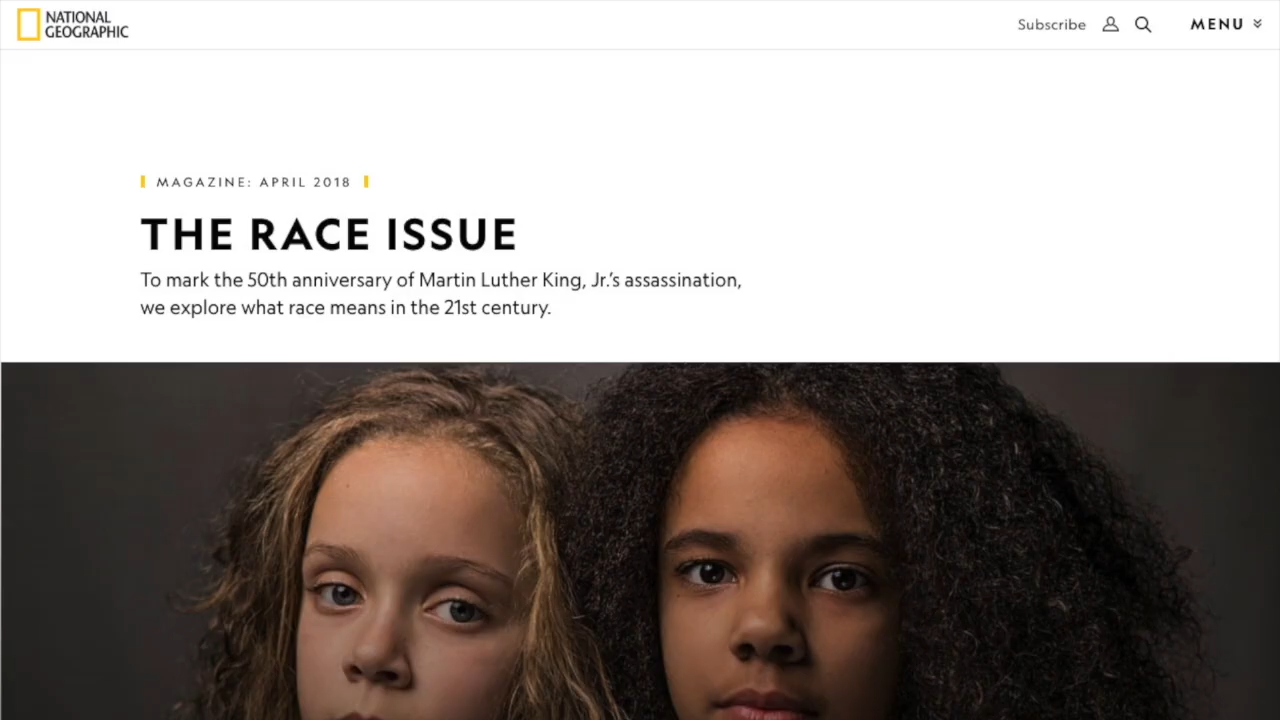 NATIONAL
GEOGRAPHIC
Subscribe
MENU
MAGAZINE: APRIL 2018
THE RACE ISSUE
To mark the 50th anniversary of Martin Luther King, Jr.'s assassination,
we explore what race means in the 21st century.